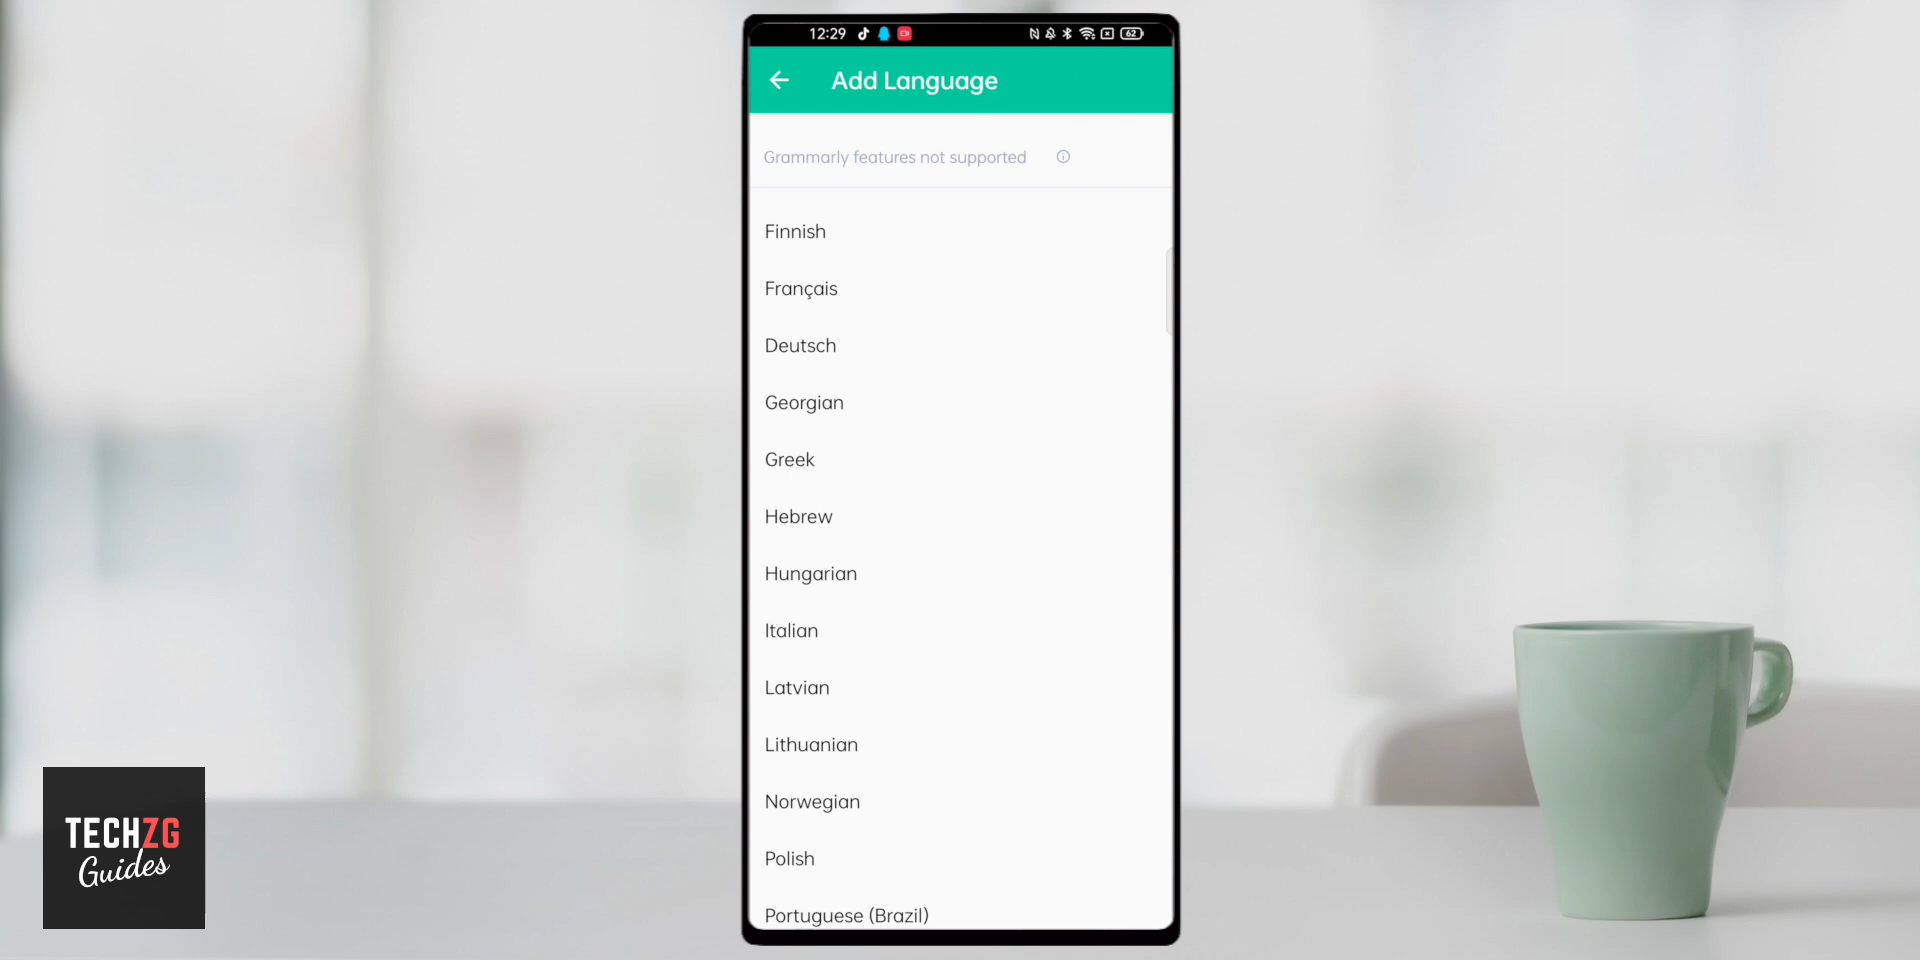 12:29
62
Add Language
Grammarly features not supported
Finnish
Français
Deutsch
Georgian
Greek
Hebrew
Hungarian
Italian
Latvian
Lithuanian
Norwegian
Polish
Portuguese (Brazil)
TECHZG
Guides